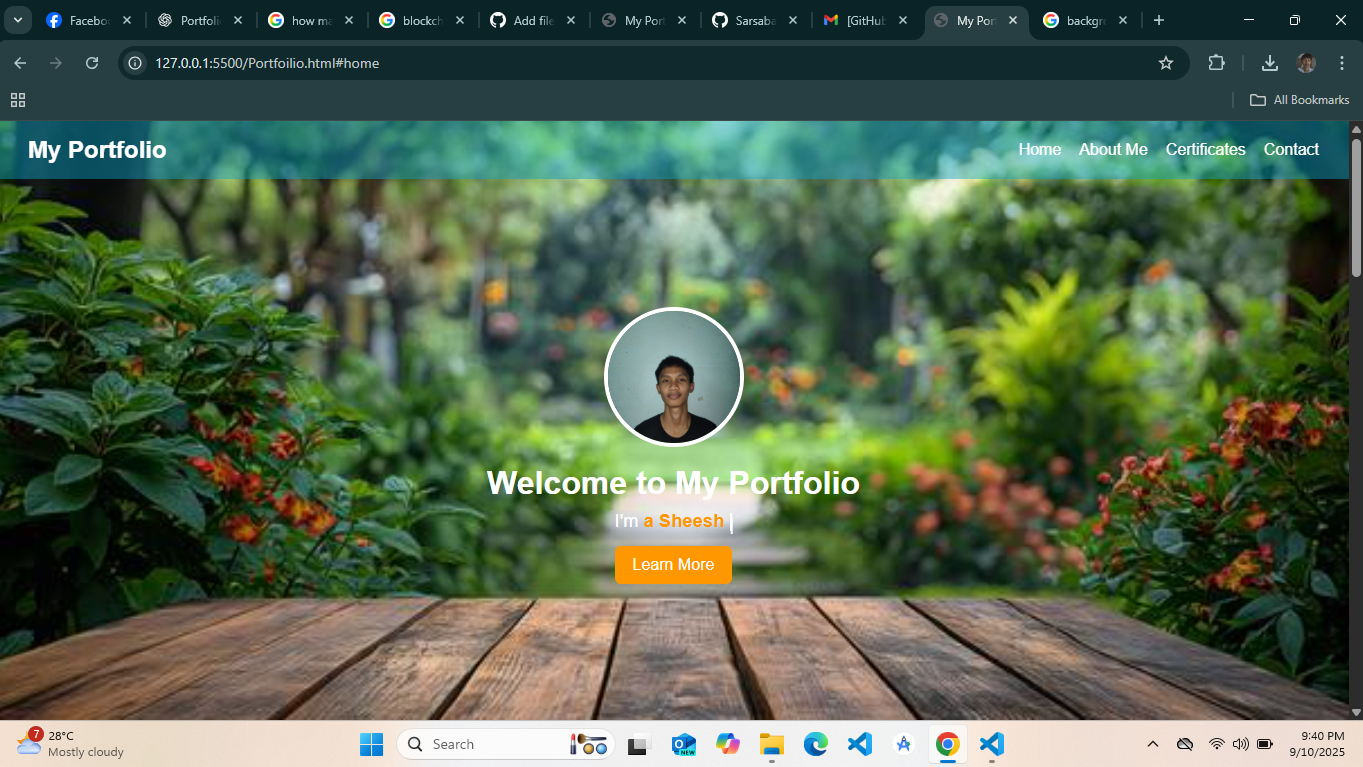 Facebo
Portfoli
how ma
blockch
Add file
My Port
Sarsaba
[GitHub
My Port
backgr
127.0.0.1:5500/Portfoilio.html#home
All Bookmarks
My Portfolio
Home About Me Certificates Contact
Welcome to My Portfolio
I'm a Sheesh
Learn More
7
28°C
Mostly cloudy
Search
NEW
9:40 PM
9/10/2025